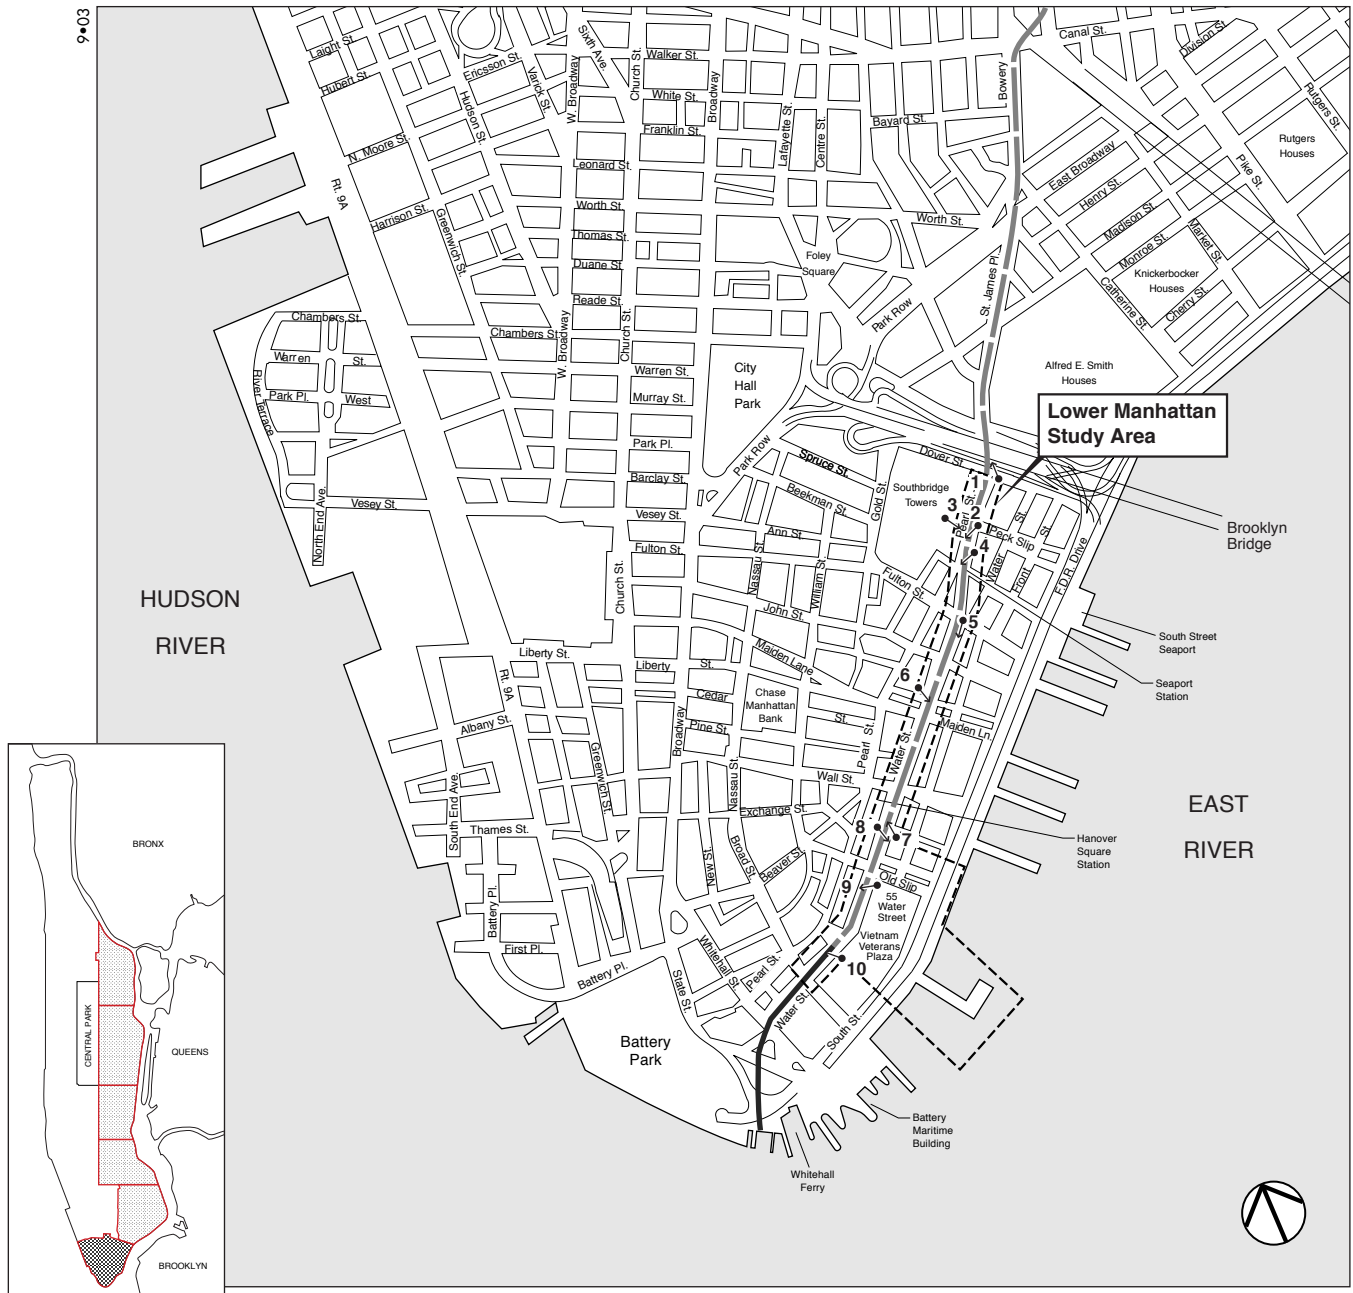 9•03
Laight St.
Hubert St.
Ericsson St.
Varick St.
Hudson St.
N. Moore St.
Rt. 9A
Harrison St.
Greenwich St.
Sixth Ave.
W. Broadway
Church St.
Walker St.
White St.
Broadway
Franklin St.
Leonard St.
Worth St.
Thomas St.
Duane St.
Reade St.
Chambers St.
Lafayette St.
Centre St.
Bayard St.
Bowery
Canal St.
Division St.
Rutgers St.
Rutgers
Houses
Pike St.
East Broadway
Henry St.
Madison St.
Monroe St.
Market St.
Knickerbocker
Houses
Cherry St.
Catherine St.
Worth St.
Foley
Square
Park Row
St. James Pl.
Alfred E. Smith
Houses
Chambers St.
Warren
St.
Park Pl.
West
River Terrace
North End Ave.
Vesey St.
W. Broadway
Church St.
Warren St.
Murray St.
Park Pl.
Barclay St.
Vesey St.
Fulton St.
Church St.
City
Hall
Park
Park Row
Spruce St.
Beekman St.
Ann St.
Nassau St.
William St.
John St.
Maiden Lane
Gold St.
Fulton St.
Dover St.
Southbridge
Towers
Pearl St.
Lower Manhattan
Study Area
1
2
3
4
5
6
7
8
9
10
Peck Slip
St.
St.
Water
Front
F.D.R. Drive
Brooklyn
Bridge
South Street
Seaport
Seaport
Station
HUDSON
RIVER
Liberty St.
Rt. 9A
Albany St.
Greenwich St.
South End Ave.
Thames St.
Battery Pl.
First Pl.
Battery Pl.
Liberty
St.
Cedar
St.
Pine St.
Broadway
Nassau St.
Chase
Manhattan
Bank
Pearl St.
Water St.
Maiden Ln.
Wall St.
Exchange St.
New St.
Broad St.
Beaver St.
Old Slip
55
Water
Street
Vietnam
Veterans
Plaza
Hanover
Square
Station
EAST
RIVER
Whitehall St.
Pearl St.
State St.
Water St.
South St.
Battery
Park
Battery
Maritime
Building
Whitehall
Ferry
BRONX
CENTRAL PARK
QUEENS
BROOKLYN